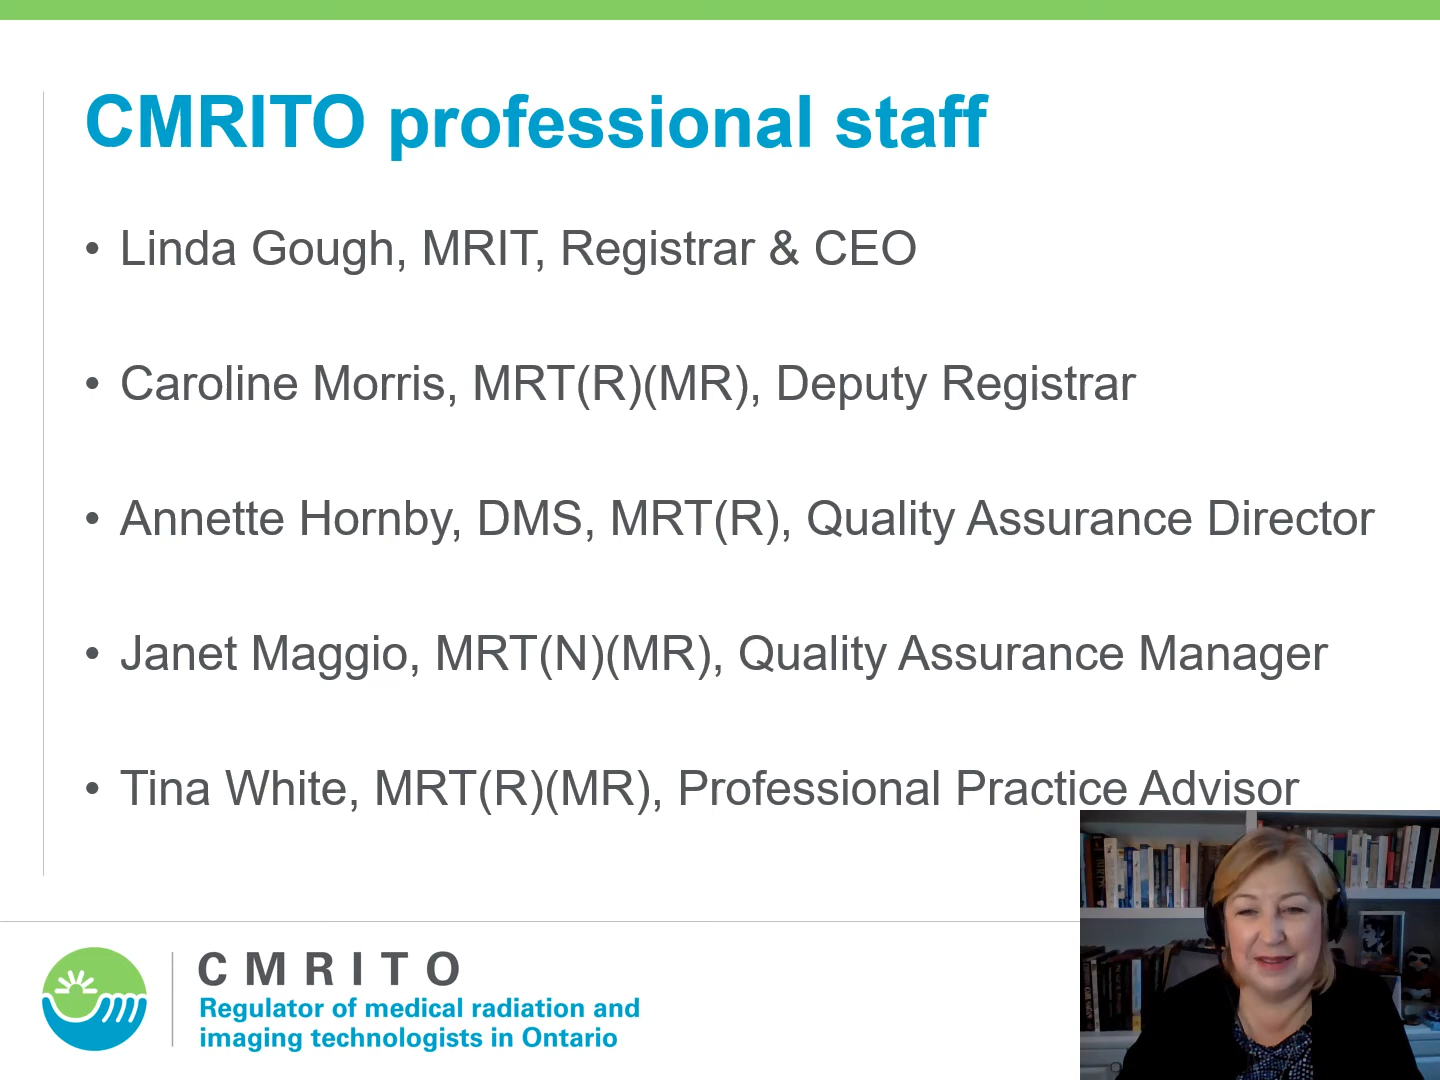 CMRITO professional staff
• Linda Gough, MRIT, Registrar & CEO
• Caroline Morris, MRT(R)(MR), Deputy Registrar
• Annette Hornby, DMS, MRT(R), Quality Assurance Director
• Janet Maggio, MRT(N)(MR), Quality Assurance Manager
• Tina White, MRT(R)(MR), Professional Practice Advisor
CMRITO
Regulator of medical radiation and
imaging technologists in Ontario